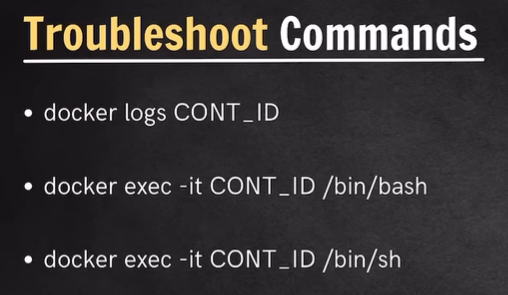 Troubleshoot Commands
• docker logs CONT_ID
• docker exec -it CONT_ID /bin/bash
• docker exec -it CONT_ID /bin/sh